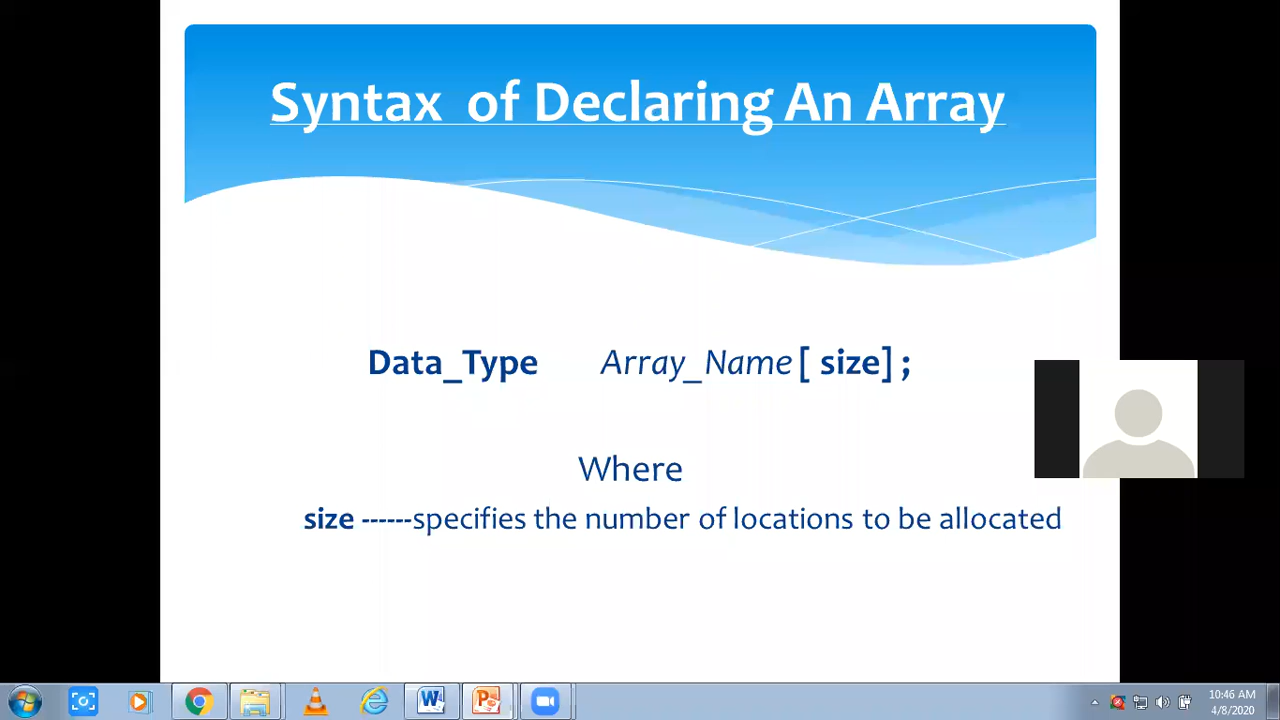 Syntax of Declaring An Array
Data_Type Array_Name[ size] ;
Where
size ------specifies the number of locations to be allocated
10:46 AM
4/8/2020